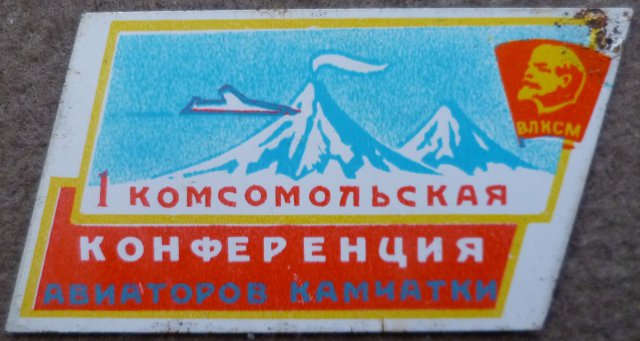 ВЛКСМ
1 КОМСОМОЛЬСКАЯ
КОНФЕРЕНЦИЯ
АВИАТОРОВ КАМЧАТКИ